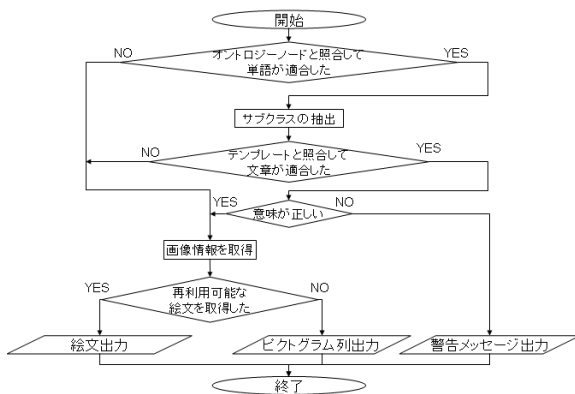 開始
NO
オントロジーノードと照合して
単語が適合した
YES
サブクラスの抽出
NO
テンプレートと照合して
文章が適合した
YES
YES
意味が正しい
NO
画像情報を取得
YES
再利用可能な
絵文を取得した
NO
絵文出力
ピクトグラム列出力
警告メッセージ出力
終了